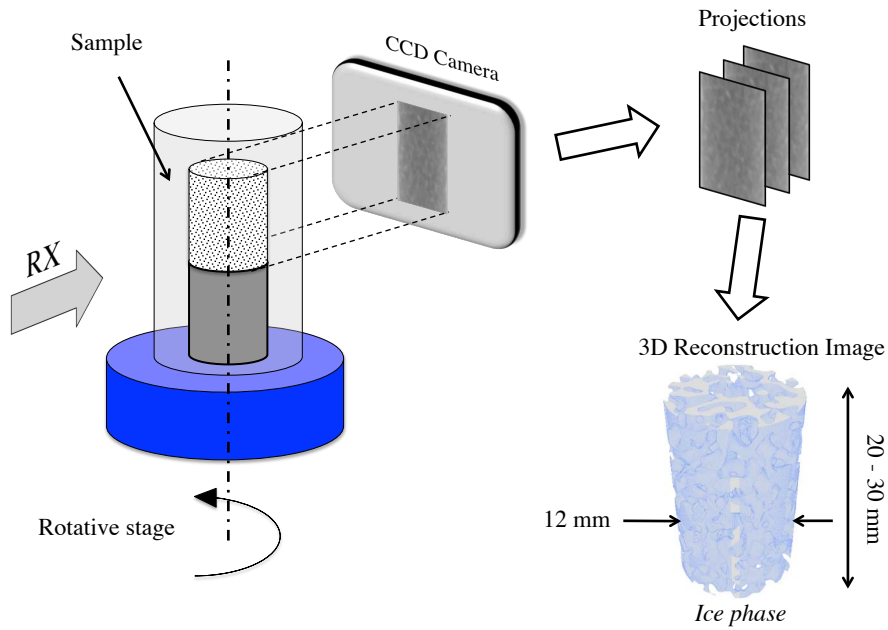 Projections
Sample
CCD Camera
RX
3D Reconstruction Image
20 - 30 mm
12 mm
Rotative stage
Ice phase